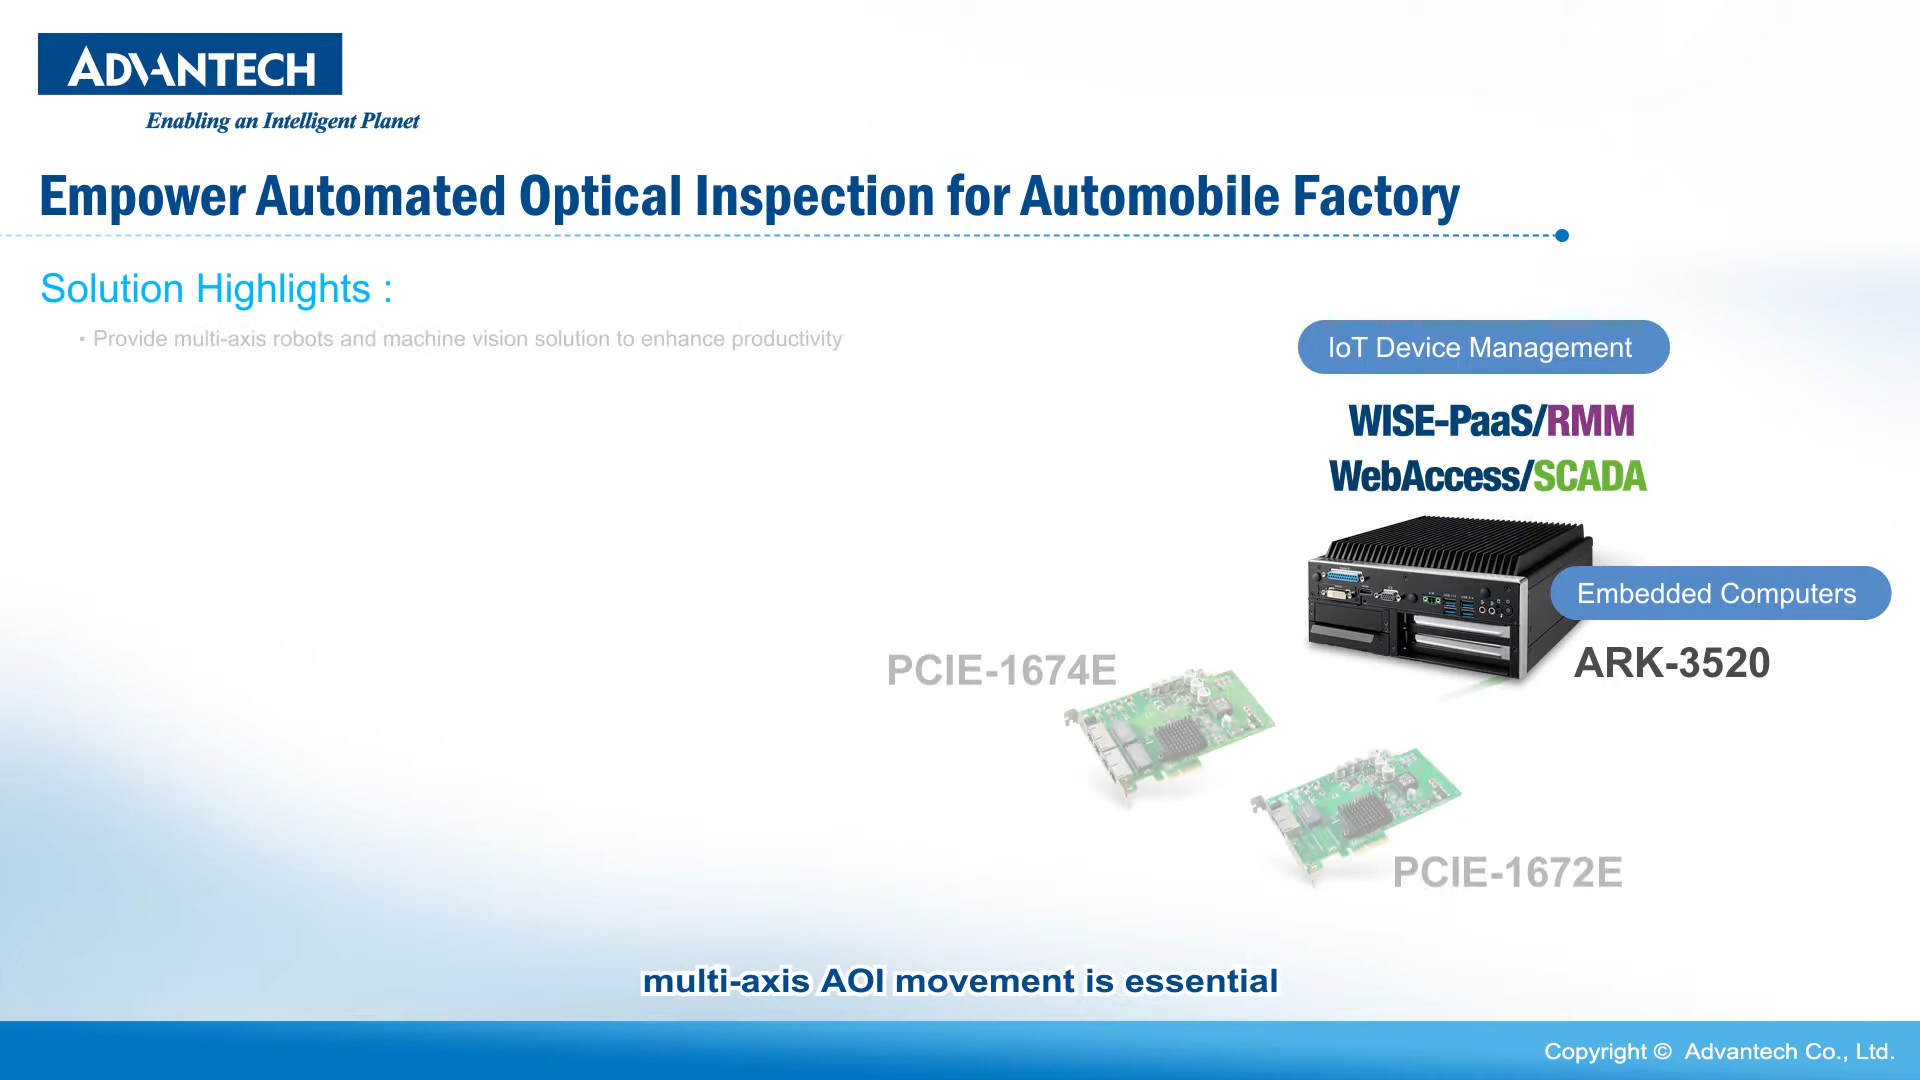 ADVANTECH
Enabling an Intelligent Planet
Empower Automated Optical Inspection for Automobile Factory
Solution Highlights :
· Provide multi-axis robots and machine vision solution to enhance productivity
IoT Device Management
WISE-PaaS/RMM
WebAccess/SCADA
Embedded Computers
ARK-3520
PCIE-1674E
PCIE-1672E
multi-axis AOI movement is essential
Copyright © Advantech Co., Ltd.